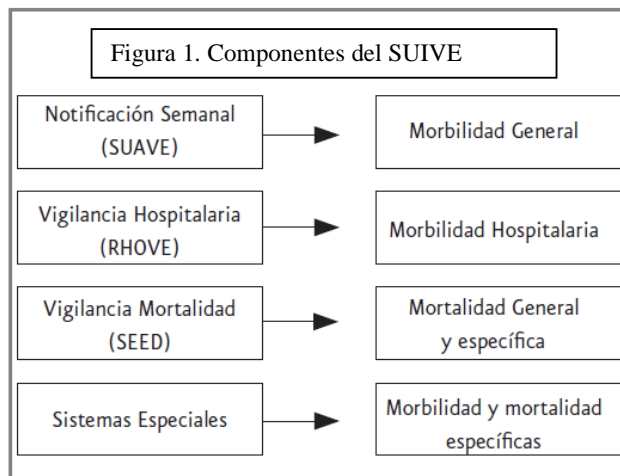 Figura 1. Componentes del SUIVE
Notificación Semanal
(SUAVE)
Morbilidad General
Vigilancia Hospitalaria
(RHOVE)
Morbilidad Hospitalaria
Vigilancia Mortalidad
(SEED)
Mortalidad General
y específica
Sistemas Especiales
Morbilidad y mortalidad
específicas